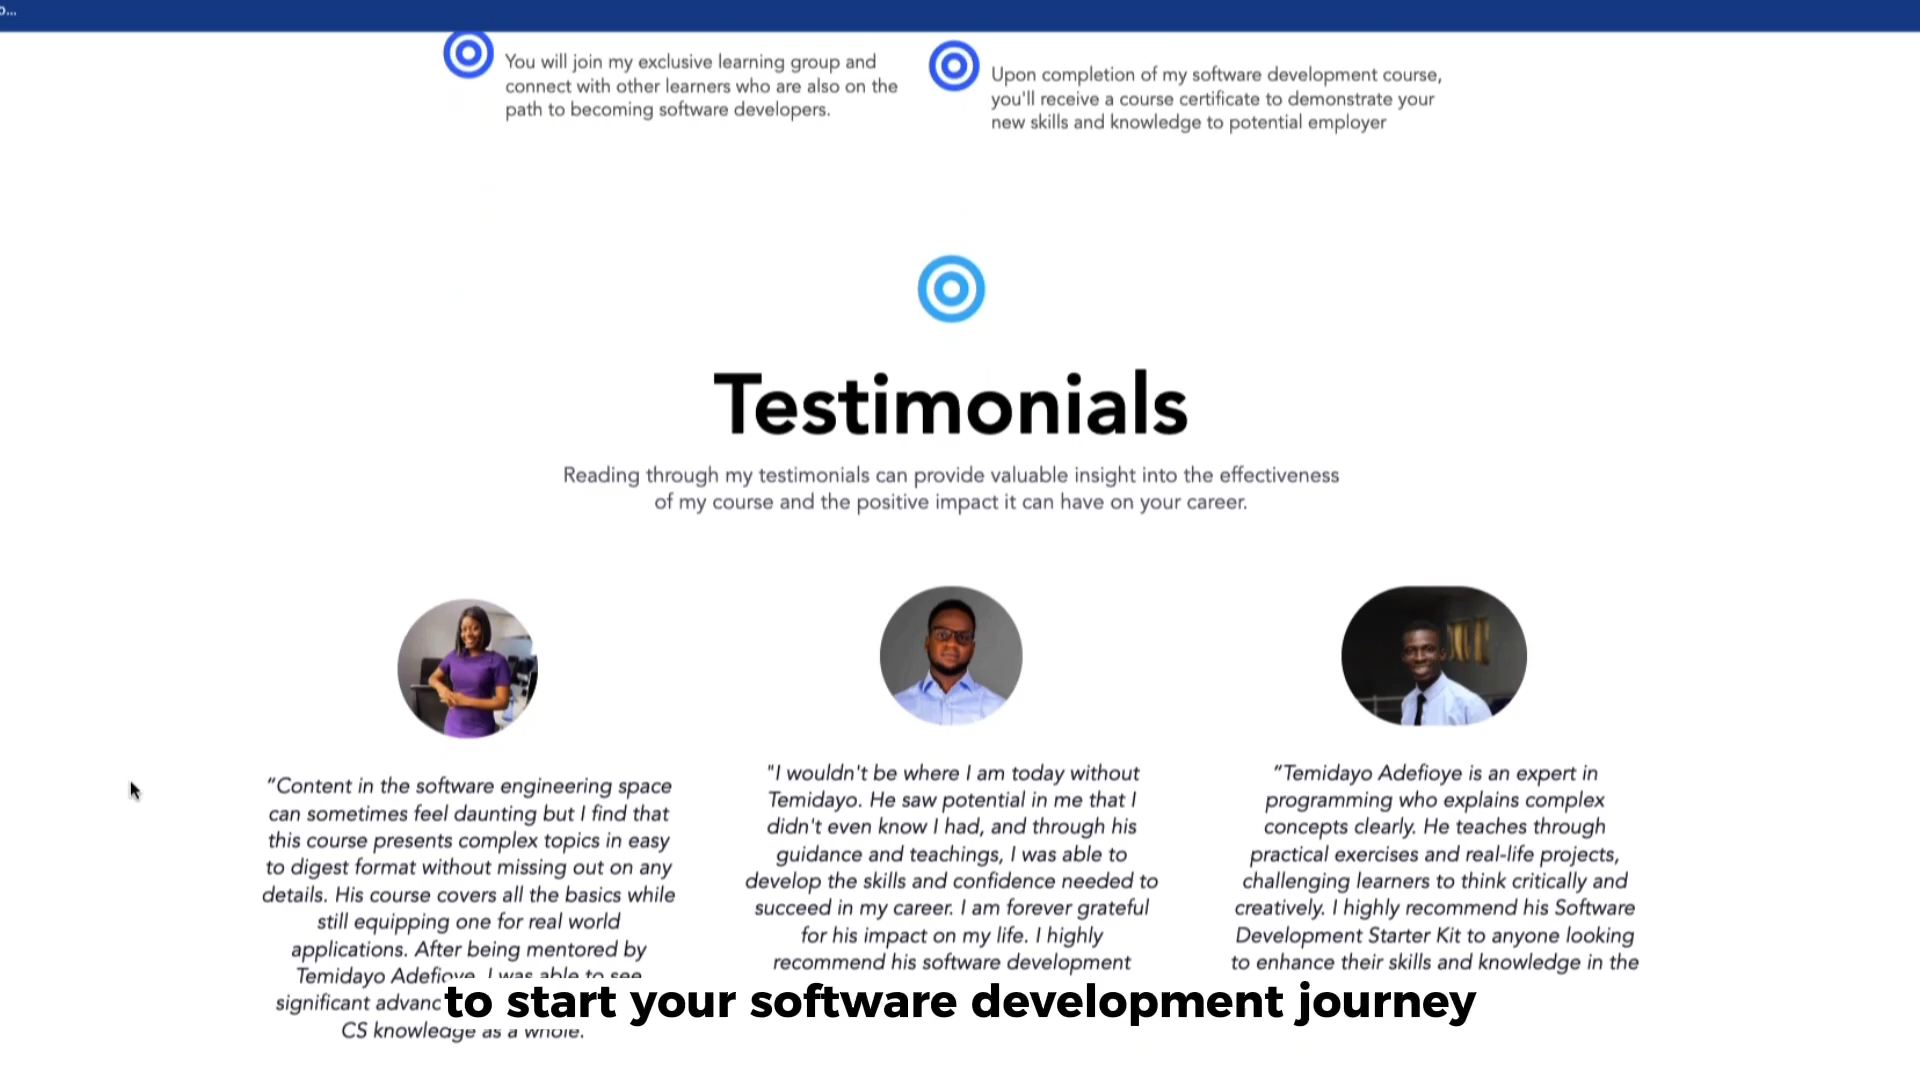 o...
You will join my exclusive learning group and
connect with other learners who are also on the
path to becoming software developers.
Upon completion of my software development course,
you'll receive a course certificate to demonstrate your
new skills and knowledge to potential employer
Testimonials
Reading through my testimonials can provide valuable insight into the effectiveness
of my course and the positive impact it can have on your career.
“Content in the software engineering space
can sometimes feel daunting but I find that
this course presents complex topics in easy
to digest format without missing out on any
details. His course covers all the basics while
still equipping one for real world
applications. After being mentored by
Temidayo Adefioye, I was able to see
significant advanc
CS knowledge as a whole.
"I wouldn't be where I am today without
Temidayo. He saw potential in me that I
didn't even know I had, and through his
guidance and teachings, I was able to
develop the skills and confidence needed to
succeed in my career. I am forever grateful
for his impact on my life. I highly
recommend his software development
“Temidayo Adefioye is an expert in
programming who explains complex
concepts clearly. He teaches through
practical exercises and real-life projects,
challenging learners to think critically and
creatively. I highly recommend his Software
Development Starter Kit to anyone looking
to enhance their skills and knowledge in the
to start your software development journey